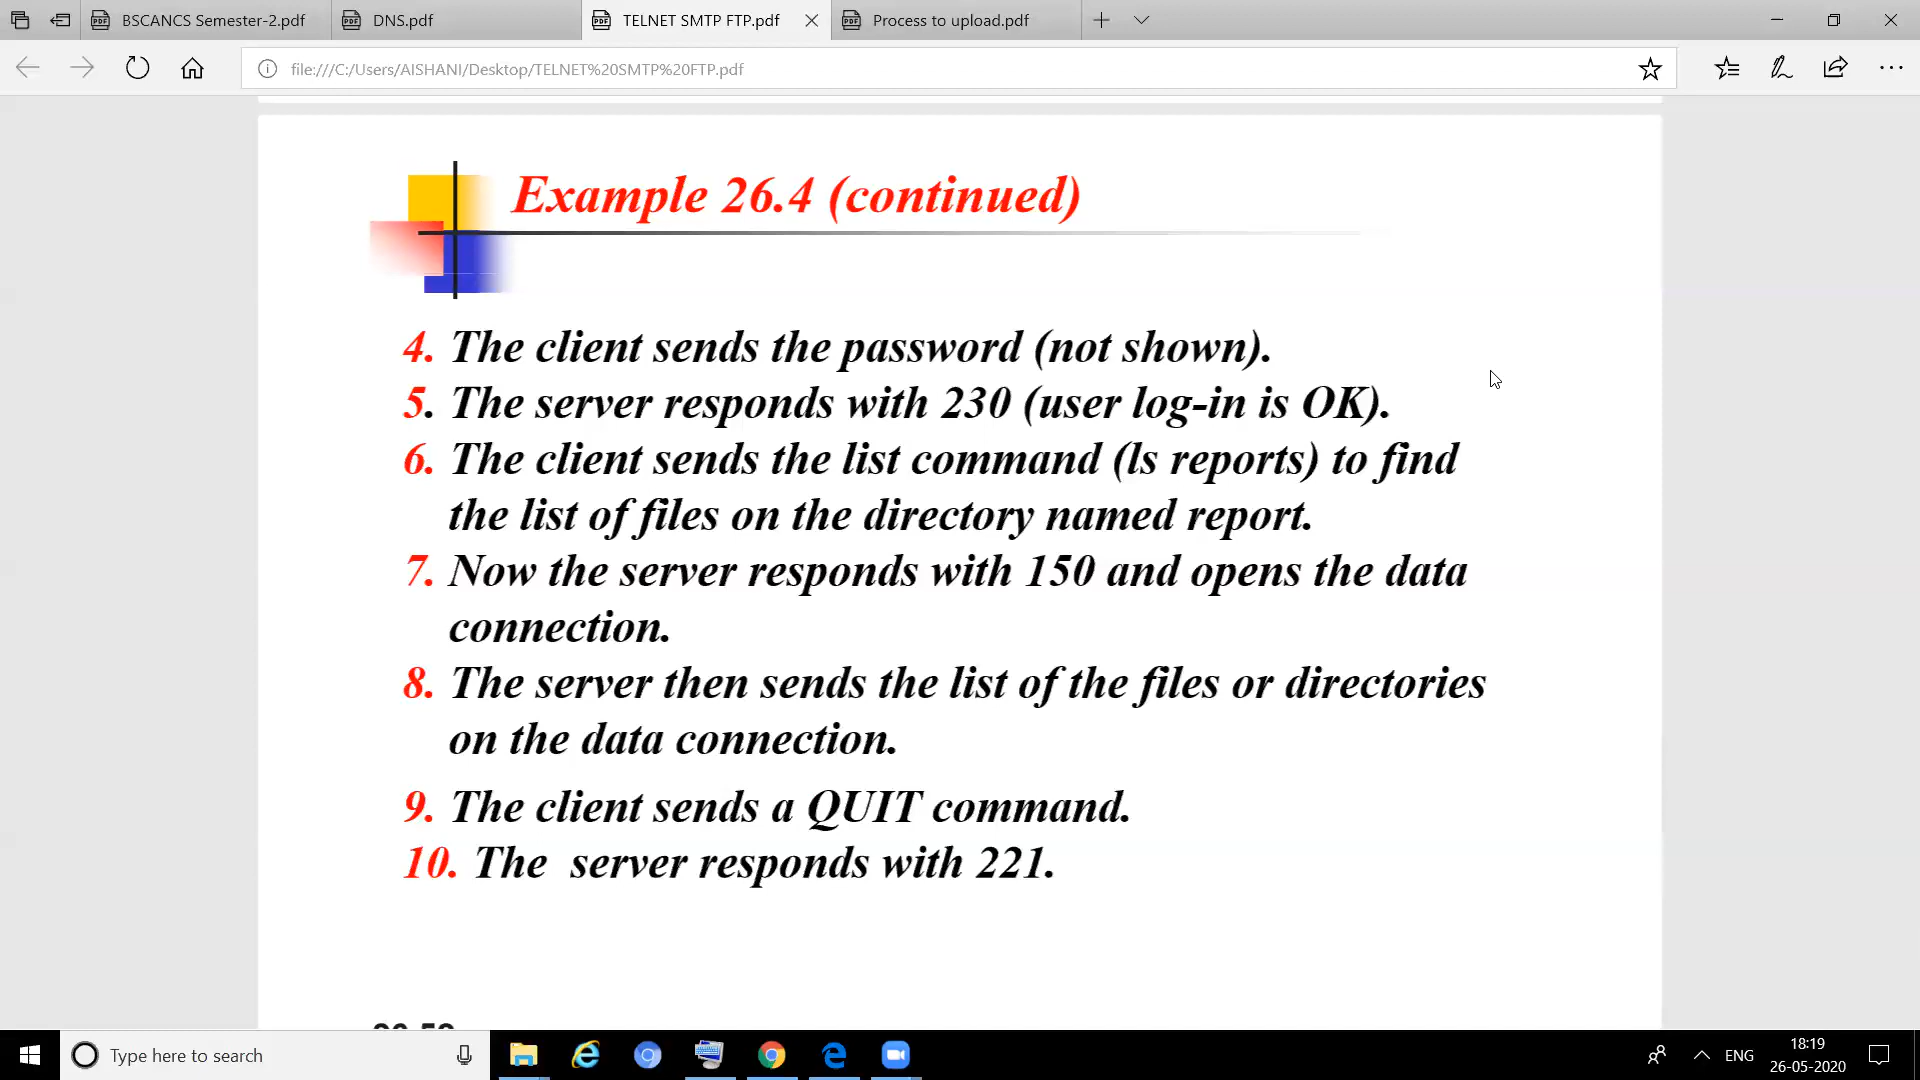 BSCANCS Semester-2.pdf
DNS.pdf
TELNET SMTP FTP.pdf
Process to upload.pdf
file:///C:/Users/AISHANI/Desktop/TELNET%20SMTP%20FTP.pdf
Example 26.4 (continued)
4. The client sends the password (not shown).
5. The server responds with 230 (user log-in is OK).
6. The client sends the list command (ls reports) to find
the list of files on the directory named report.
7. Now the server responds with 150 and opens the data
connection.
8. The server then sends the list of the files or directories
on the data connection.
9. The client sends a QUIT command.
10. The server responds with 221.
Type here to search
ENG
18:19
26-05-2020